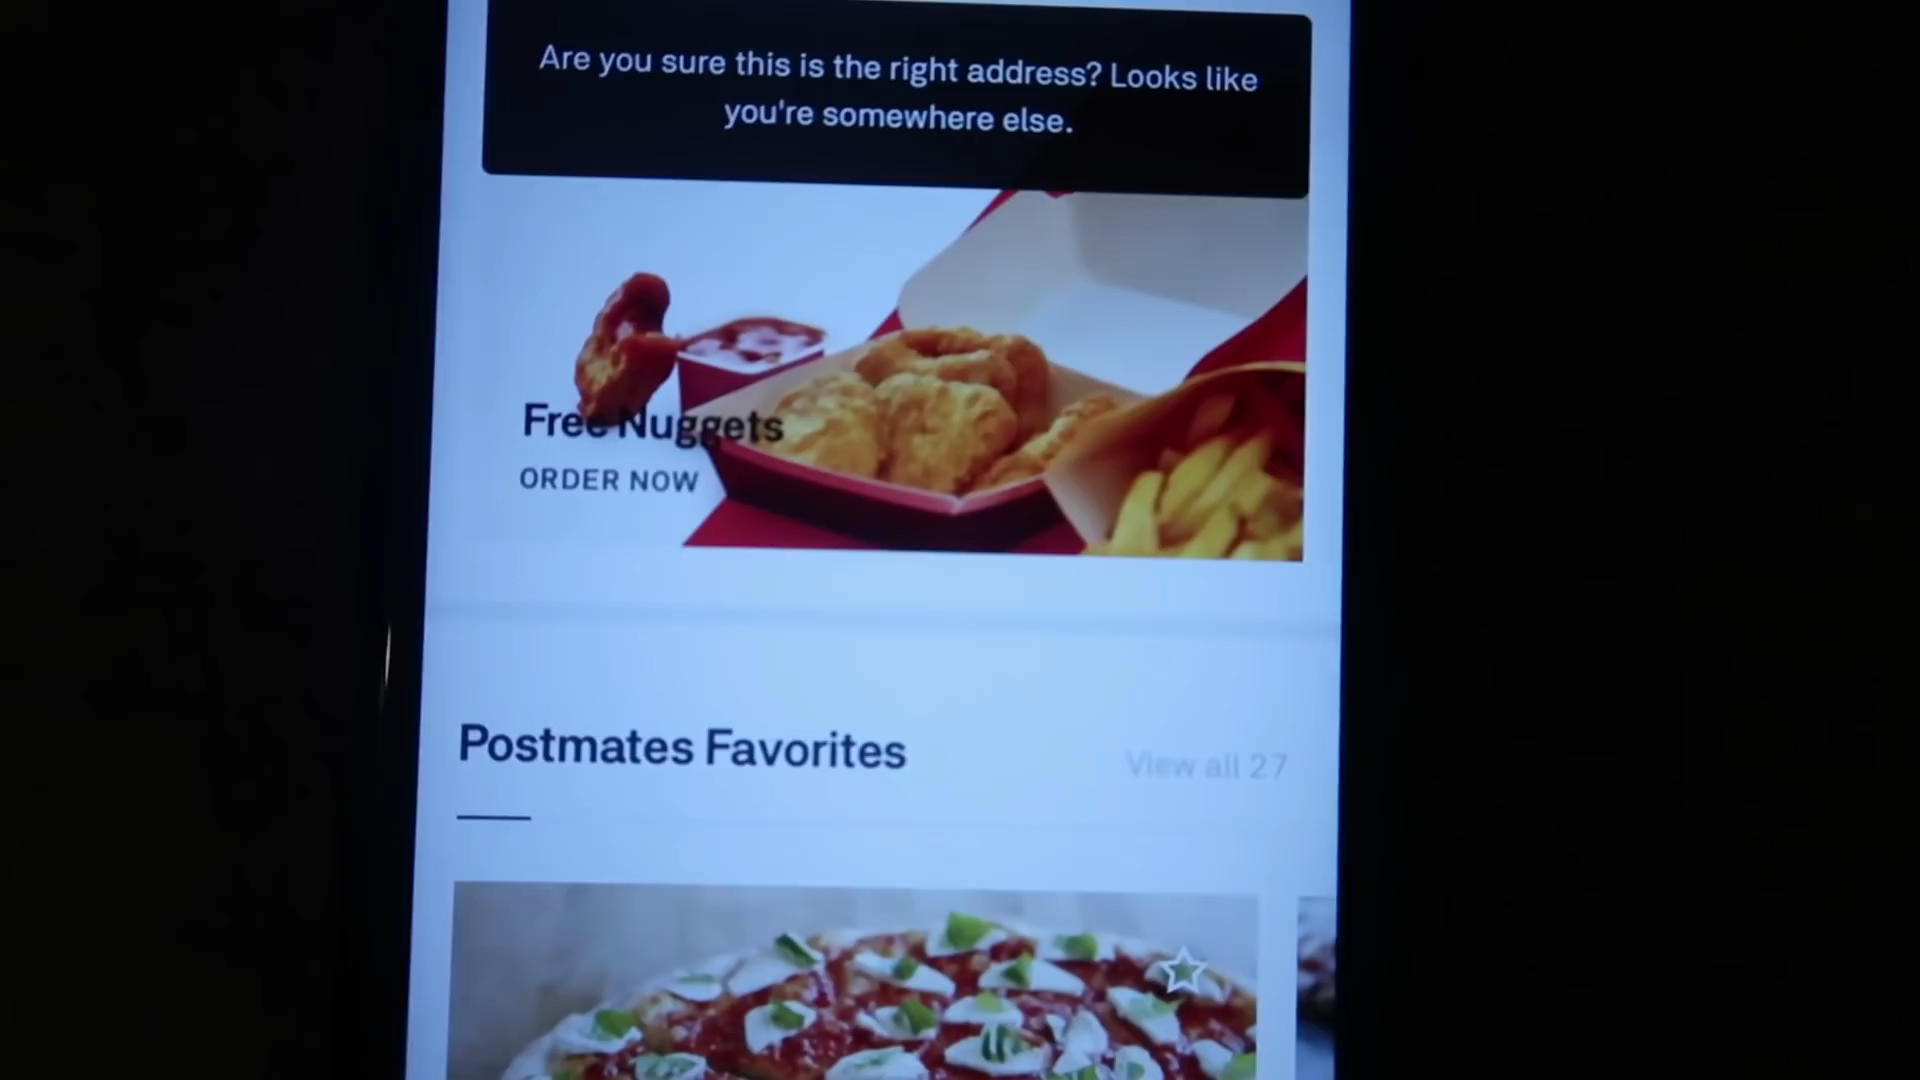 Are you sure this is the right address? Looks like
you're somewhere else.
Free Nuggets
ORDER NOW
Postmates Favorites
View all 27